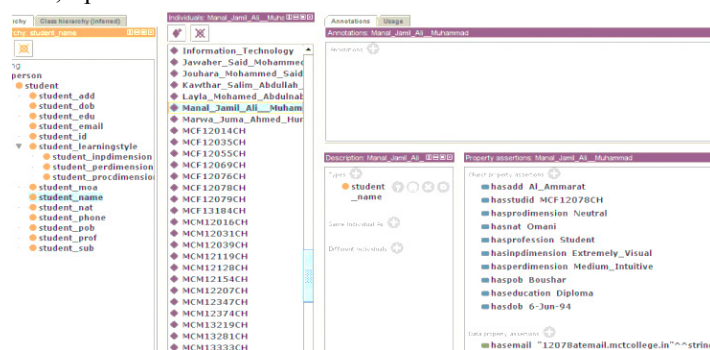 rchy
Class hierarchy (Inferred)
rchy: student_name
ng
person
student
student_add
student_dob
student_edu
student_email
student_id
student_learningstyle
student_inpdimension
student_perdimension
student_procdimension
student_moa
student_name
student_nat
student_phone
student_pob
student_prof
student_sub
Individuals: Manal_Jamil_Ali__Muha
Information_Technology
Jawaher_Said_Mohammed
Jouhara_Mohammed_Said
Kawthar_Salim_Abdullah_
Layla_Mohamed_Abdulnab
Manal_Jamil_Ali__Muham
Marwa_Juma_Ahmed_Hur
MCF12014CH
MCF12035CH
MCF12055CH
MCF12069CH
MCF12076CH
MCF12078CH
MCF12079CH
MCF13184CH
MCM12016CH
MCM12031CH
MCM12039CH
MCM12119CH
MCM12128CH
MCM12154CH
MCM12207CH
MCM12347CH
MCM12374CH
MCM13219CH
MCM13281CH
MCM13333CH
Annotations
Usage
Annotations: Manal_Jamil_Ali__Muhammad
Annotations
Description: Manal_Jamil_Ali_
Types
student
_name
Same Individual As
Different Individuals
Property assertions: Manal_Jamil_Ali__Muhammad
Object property assertions
hasadd Al_Ammarat
hasstudid MCF12078CH
hasprodimension Neutral
hasnat Omani
hasprofession Student
hasinpdimension Extremely_Visual
hasperdimension Medium_Intuitive
haspob Boushar
haseducation Diploma
hasdob 6-Jun-94
Data property assertions
hasemail "12078atemail.mctcollege.in"^^string